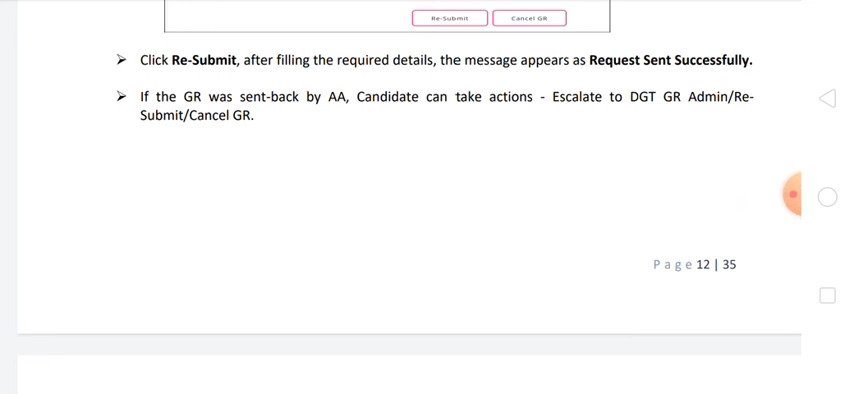 Re-Submit Cancel GR
➢ Click Re-Submit, after filling the required details, the message appears as Request Sent Successfully.
➢ If the GR was sent-back by AA, Candidate can take actions - Escalate to DGT GR Admin/Re-
Submit/Cancel GR.
Page 12 | 35